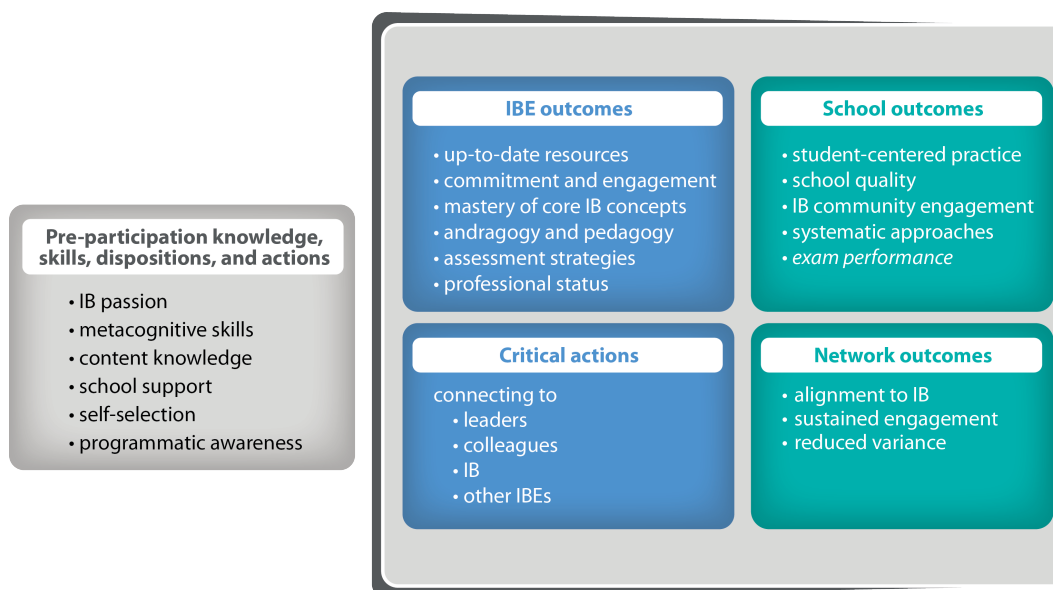 Pre-participation knowledge,
skills, dispositions, and actions
• IB passion
• metacognitive skills
• content knowledge
• school support
• self-selection
• programmatic awareness
IBE outcomes
• up-to-date resources
• commitment and engagement
• mastery of core IB concepts
• andragogy and pedagogy
• assessment strategies
• professional status
School outcomes
• student-centered practice
• school quality
• IB community engagement
• systematic approaches
• exam performance
Critical actions
connecting to
• leaders
• colleagues
• IB
• other IBEs
Network outcomes
• alignment to IB
• sustained engagement
• reduced variance